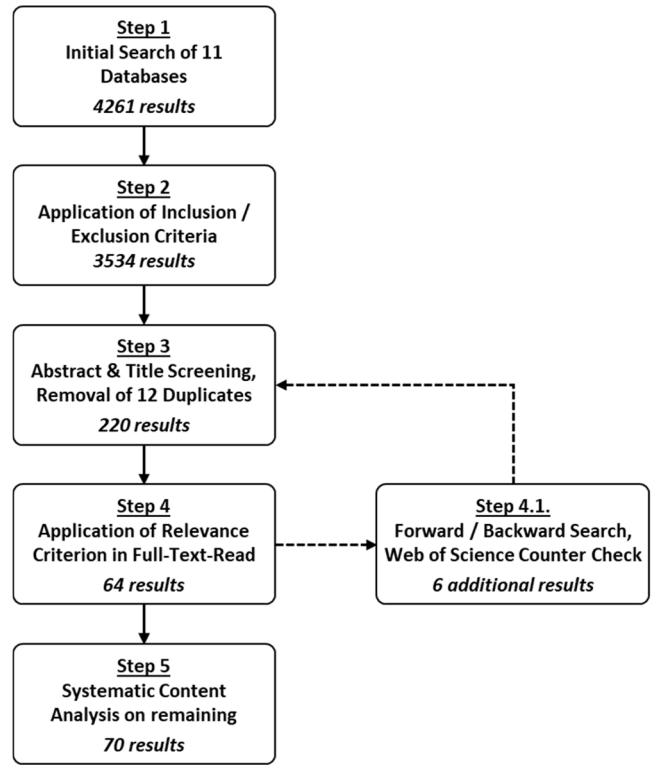 Step 1
Initial Search of 11
Databases
4261 results
Step 2
Application of Inclusion /
Exclusion Criteria
3534 results
Step 3
Abstract & Title Screening,
Removal of 12 Duplicates
220 results
Step 4
Application of Relevance
Criterion in Full-Text-Read
64 results
Step 4.1.
Forward / Backward Search,
Web of Science Counter Check
6 additional results
Step 5
Systematic Content
Analysis on remaining
70 results